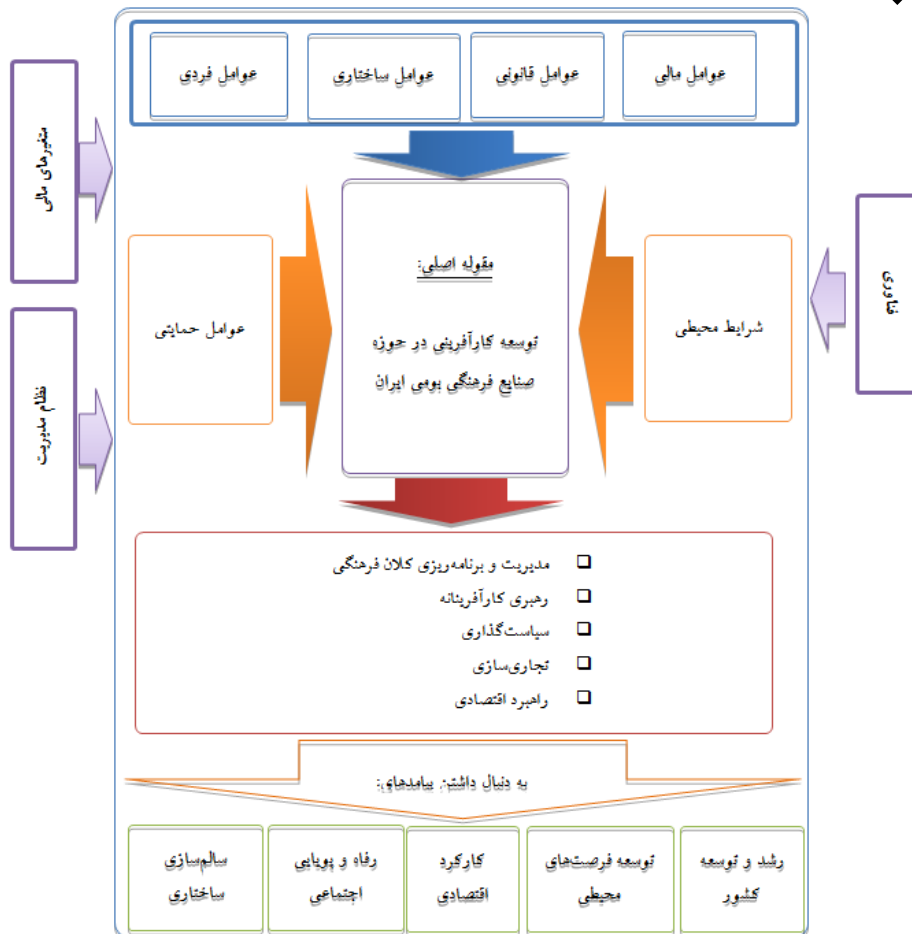 عوامل مالی
عوامل قانونی
عوامل ساختاری
عوامل فردی
متغیرهای مالی
فناوری
مقوله اصلی:
توسعه کارآفرینی در حوزه
صنایع فرهنگی بومی ایران
شرایط محیطی
عوامل حمایتی
نظام مدیریت
مدیریت و برنامه‌ریزی کلان فرهنگی
رهبری کارآفرینانه
سیاست‌گذاری
تجاری‌سازی
راهبرد اقتصادی
به دنبال داشتن پیامدهای:
رشد و توسعه
کشور
توسعه فرصت‌های
محیطی
کارکرد
اقتصادی
رفاه و پویایی
اجتماعی
سالم‌سازی
ساختاری